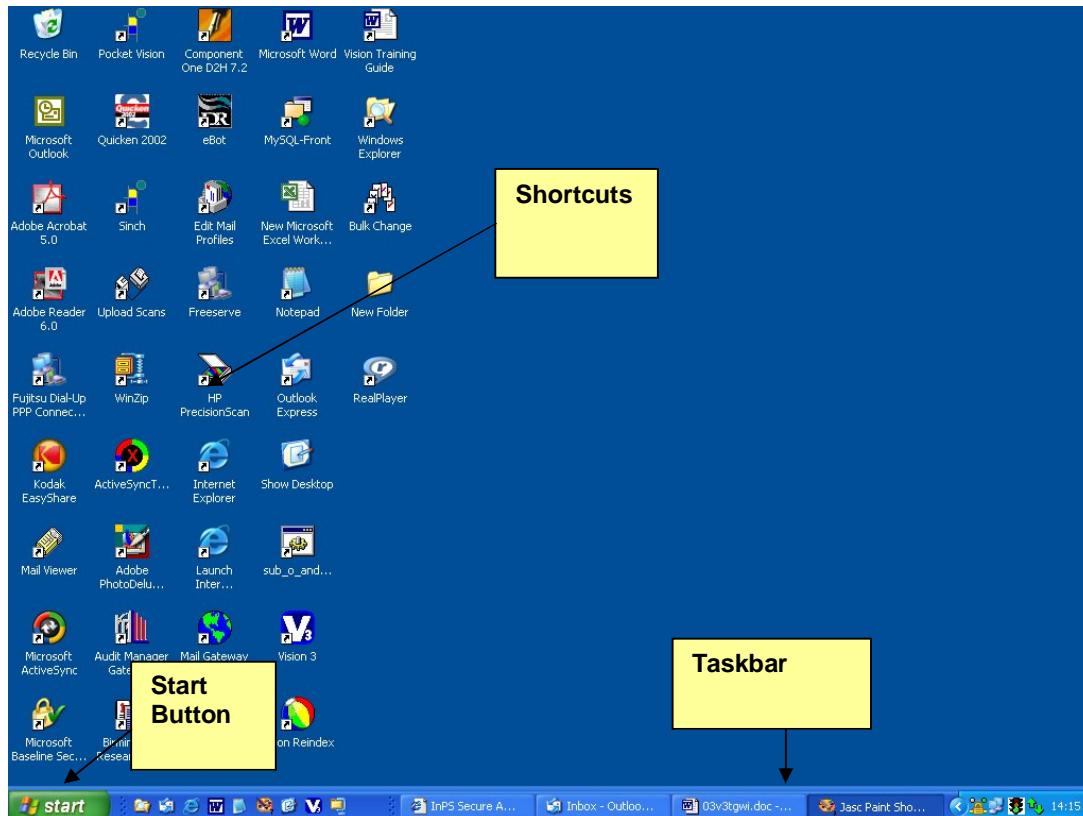 Recycle Bin
Pocket Vision
Component
One D2H 7.2
Microsoft Word
Vision Training
Guide
Microsoft
Outlook
Quicken 2002
eBot
MySQL-Front
Windows
Explorer
Adobe Acrobat
5.0
Sinch
Edit Mail
Profiles
New Microsoft
Excel Work...
Bulk Change
Shortcuts
Adobe Reader
6.0
Upload Scans
Freeserve
Notepad
New Folder
Fujitsu Dial-Up
PPP Connec...
WinZip
HP
PrecisionScan
Outlook
Express
RealPlayer
Kodak
EasyShare
ActiveSyncT...
Internet
Explorer
Show Desktop
Mail Viewer
Adobe
PhotoDelu...
Launch
Inter...
sub_o_and...
Microsoft
ActiveSync
Audit Manager
Gate
Mail Gateway
Vision 3
Start
Button
Taskbar
Microsoft
Baseline Sec...
Birmin
Resea
on Reindex
start
InPS Secure A...
Inbox - Outloo...
03v3tgwi.doc -...
Jasc Paint Sho...
14:15